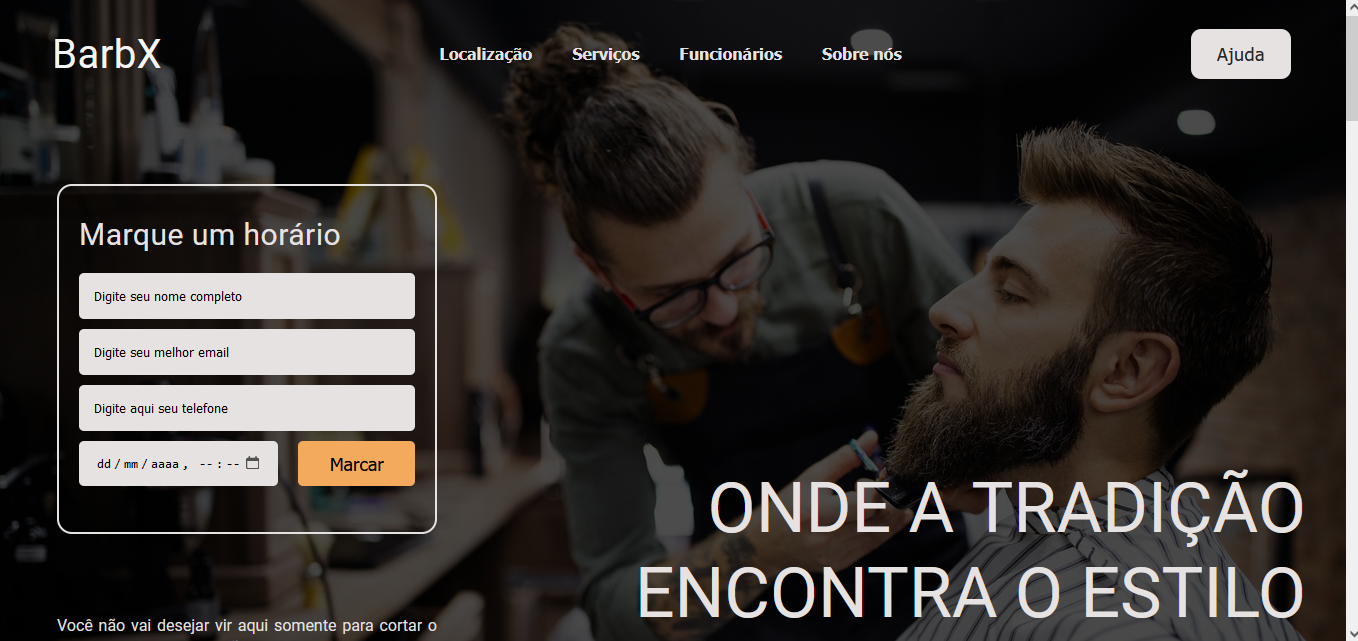 BarbX
Localização
Serviços
Funcionários
Sobre nós
Ajuda
Marque um horário
Digite seu nome completo
Digite seu melhor email
Digite aqui seu telefone
dd/mm/aaaa, --:--
Marcar
ONDE A TRADIÇÃO
ENCONTRA O ESTILO
Você não vai desejar vir aqui somente para cortar o